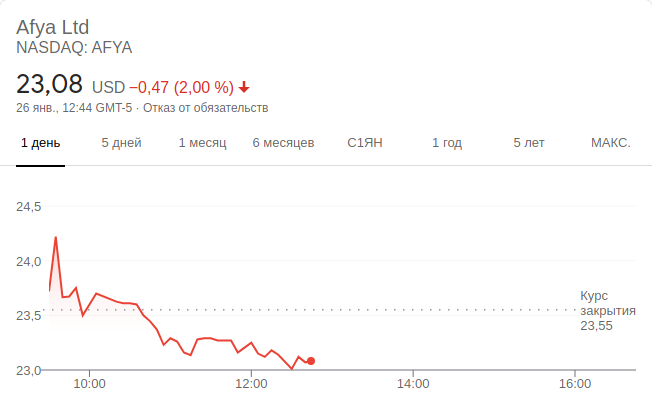 Afya Ltd
NASDAQ: AFYA
23,08 USD −0,47 (2,00 %)
26 янв., 12:44 GMT-5 · Отказ от обязательств
1 день 5 дней 1 месяц 6 месяцев С1ЯН 1 год 5 лет МАКС.
24,5
24,0
23,5
23,0
Курс
закрытия
23,55
10:00 12:00 14:00 16:00